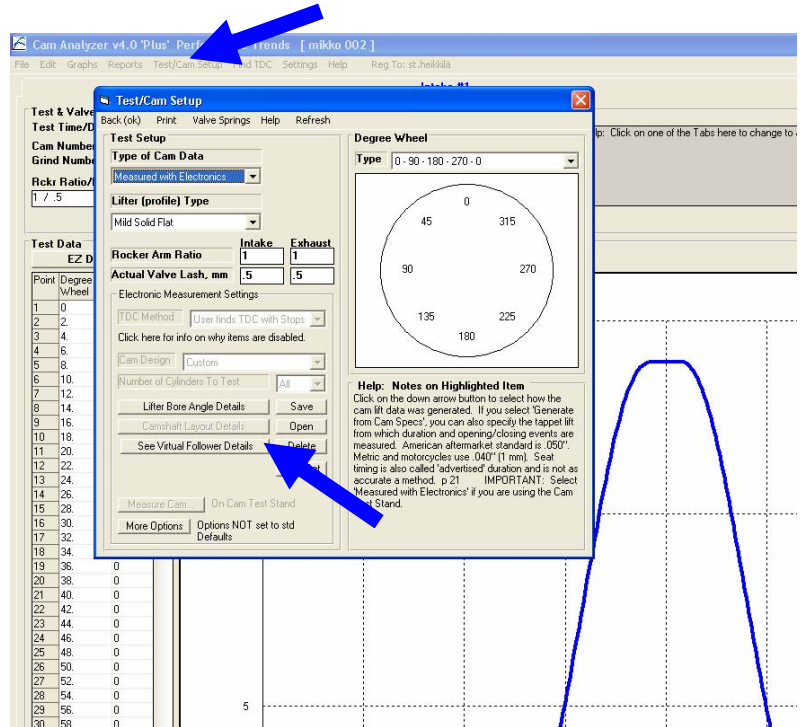 Cam Analyzer v4.0 'Plus' Perf Trends [ mikko 002 ]
File Edit Graphs Reports Test/Cam Setup Find TDC Settings Help Reg To: st.heikkilä
Intake #1
Test & Valve
Test Time/D
Cam Number
Grind Numbe
Rckr Ratio/
1 / .5
lp: Click on one of the Tabs here to change to
Test/Cam Setup
Back (ok) Print Valve Springs Help Refresh
Test Setup
Type of Cam Data
Measured with Electronics
Lifter (profile) Type
Mild Solid Flat
Intake Exhaust
Rocker Arm Ratio 1 1
Actual Valve Lash, mm .5 .5
Electronic Measurement Settings
TDC Method User finds TDC with Stops
Click here for info on why items are disabled.
Cam Design Custom
Number of Cylinders To Test All
Lifter Bore Angle Details Save
Camshaft Layout Details Open
See Virtual Follower Details Delete
Measure Cam... On Cam Test Stand
More Options Options NOT set to std
Defaults
Degree Wheel
Type 0 - 90 - 180 - 270 - 0
0
45 315
90 270
135 225
180
Help: Notes on Highlighted Item
Click on the down arrow button to select how the
cam lift data was generated. If you select 'Generate
from Cam Specs', you can also specify the tappet lift
from which duration and opening/closing events are
measured. American aftermarket standard is .050".
Metric and motorcycles use .040" (1 mm). Seat
timing is also called 'advertised' duration and is not as
accurate a method. p 21 IMPORTANT: Select
'Measured with Electronics' if you are using the Cam
Test Stand.
Test Data
EZ D
Point Degree
Wheel
1 0
2 2.
3 4.
4 6.
5 8.
6 10.
7 12.
8 14.
9 16.
10 18.
11 20.
12 22.
13 24.
14 26.
15 28.
16 30.
17 32.
18 34.
19 36. 0
20 38. 0
21 40. 0
22 42. 0
23 44. 0
24 46. 0
25 48. 0
26 50. 0
27 52. 0
28 54. 0
29 56. 0
30 58. 0
5